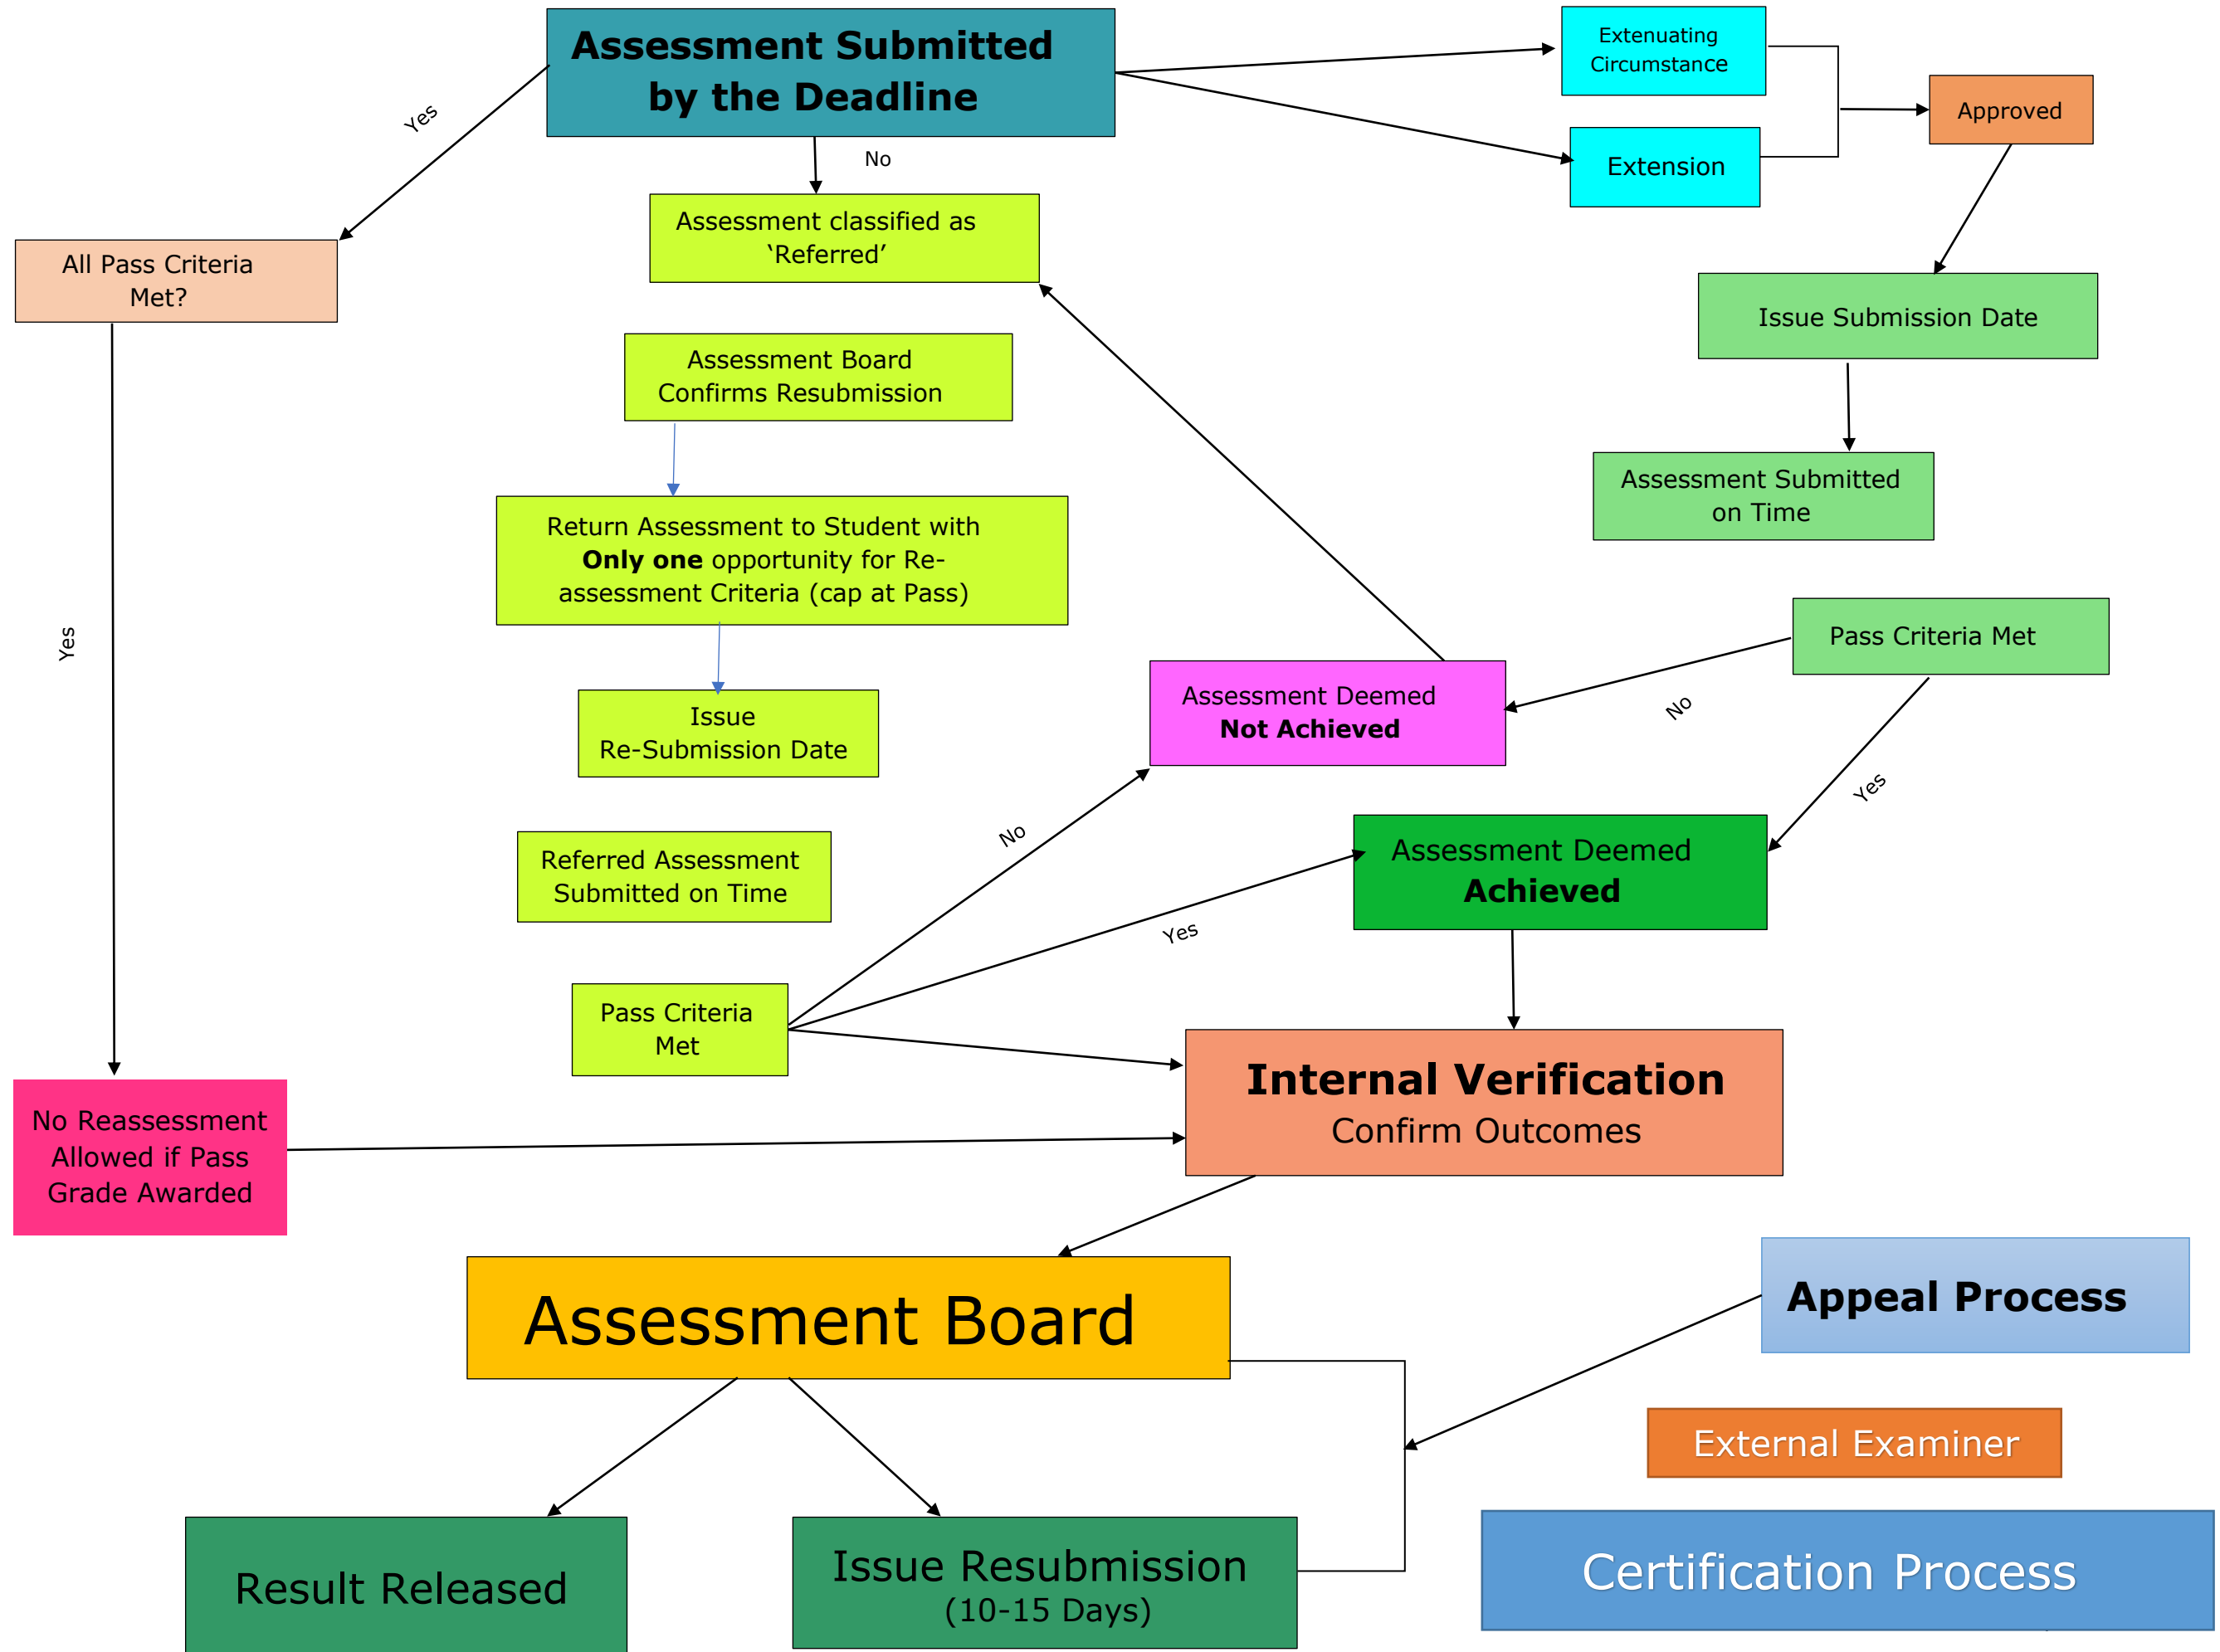 Assessment Submitted
by the Deadline
Extenuating
Circumstance
Extension
Approved
Yes
No
Assessment classified as
‘Referred’
All Pass Criteria
Met?
Issue Submission Date
Assessment Board
Confirms Resubmission
Assessment Submitted
on Time
Return Assessment to Student with
Only one opportunity for Re-
assessment Criteria (cap at Pass)
Yes
Pass Criteria Met
Assessment Deemed
Not Achieved
No
Issue
Re-Submission Date
Yes
No
Assessment Deemed
Achieved
Referred Assessment
Submitted on Time
Yes
Pass Criteria
Met
Internal Verification
Confirm Outcomes
No Reassessment
Allowed if Pass
Grade Awarded
Assessment Board
Appeal Process
External Examiner
Result Released
Issue Resubmission
(10-15 Days)
Certification Process